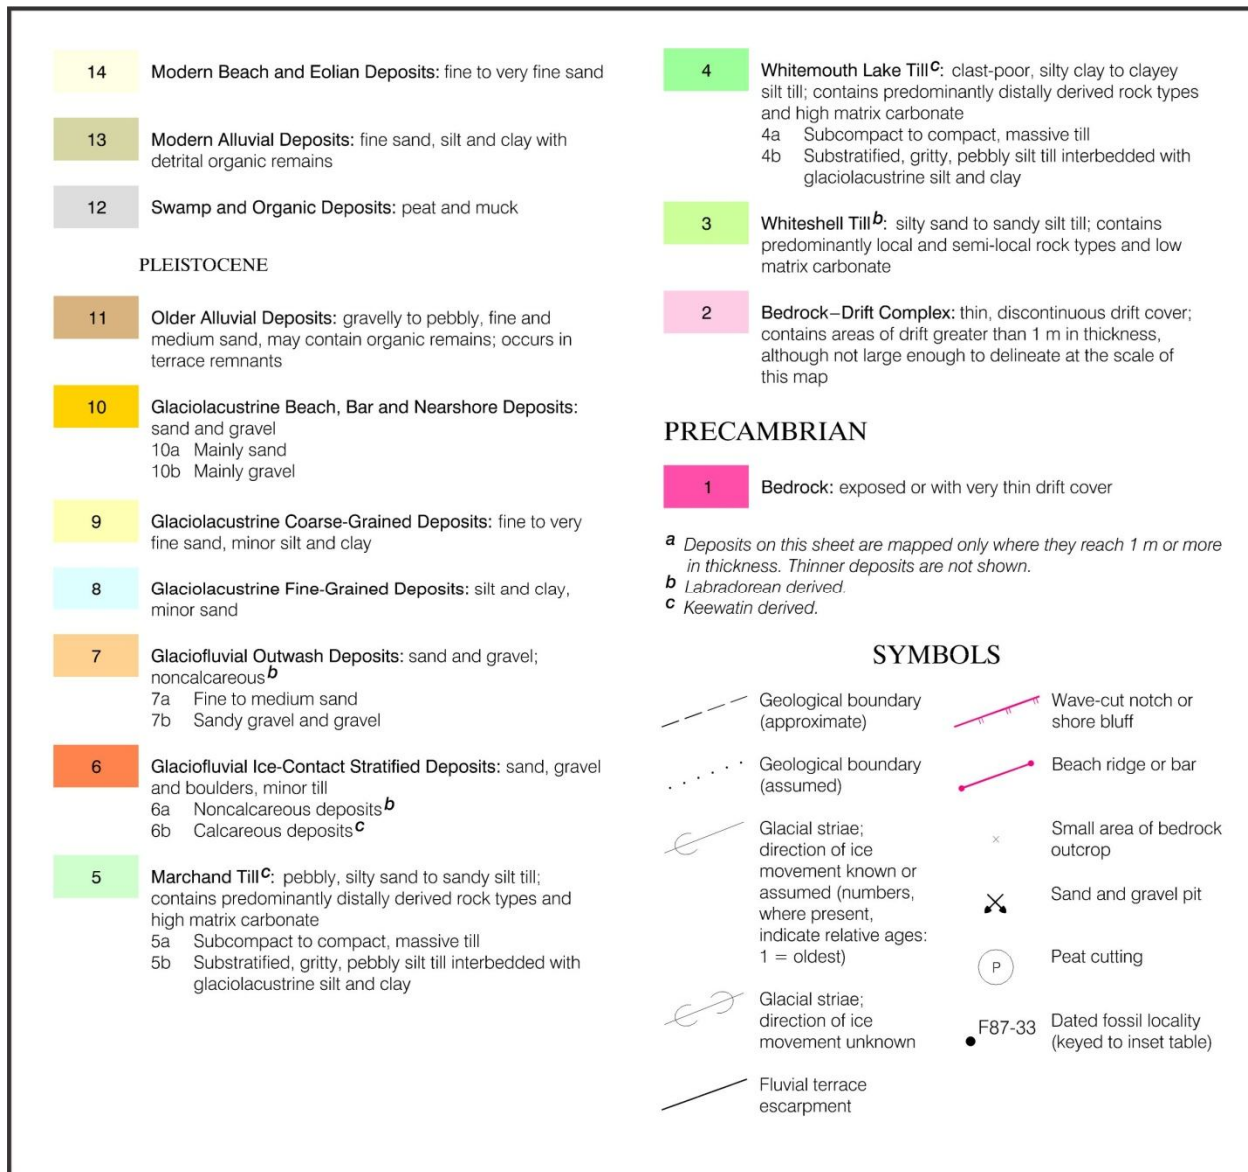 14 Modern Beach and Eolian Deposits: fine to very fine sand
13 Modern Alluvial Deposits: fine sand, silt and clay with
detrital organic remains
12 Swamp and Organic Deposits: peat and muck
PLEISTOCENE
11 Older Alluvial Deposits: gravelly to pebbly, fine and
medium sand, may contain organic remains; occurs in
terrace remnants
10 Glaciolacustrine Beach, Bar and Nearshore Deposits:
sand and gravel
10a Mainly sand
10b Mainly gravel
9 Glaciolacustrine Coarse-Grained Deposits: fine to very
fine sand, minor silt and clay
8 Glaciolacustrine Fine-Grained Deposits: silt and clay,
minor sand
7 Glaciofluvial Outwash Deposits: sand and gravel;
noncalcareous b
7a Fine to medium sand
7b Sandy gravel and gravel
6 Glaciofluvial Ice-Contact Stratified Deposits: sand, gravel
and boulders, minor till
6a Noncalcareous deposits b
6b Calcareous deposits c
5 Marchand Till c: pebbly, silty sand to sandy silt till;
contains predominantly distally derived rock types and
high matrix carbonate
5a Subcompact to compact, massive till
5b Substratified, gritty, pebbly silt till interbedded with
glaciolacustrine silt and clay
4 Whitemouth Lake Till c: clast-poor, silty clay to clayey
silt till; contains predominantly distally derived rock types
and high matrix carbonate
4a Subcompact to compact, massive till
4b Substratified, gritty, pebbly silt till interbedded with
glaciolacustrine silt and clay
3 Whiteshell Till b: silty sand to sandy silt till; contains
predominantly local and semi-local rock types and low
matrix carbonate
2 Bedrock–Drift Complex: thin, discontinuous drift cover;
contains areas of drift greater than 1 m in thickness,
although not large enough to delineate at the scale of
this map
PRECAMBRIAN
1 Bedrock: exposed or with very thin drift cover
a Deposits on this sheet are mapped only where they reach 1 m or more
in thickness. Thinner deposits are not shown.
b Labradorean derived.
c Keewatin derived.
SYMBOLS
Geological boundary
(approximate)
Geological boundary
(assumed)
Glacial striae;
direction of ice
movement known or
assumed (numbers,
where present,
indicate relative ages:
1 = oldest)
Glacial striae;
direction of ice
movement unknown
Fluvial terrace
escarpment
Wave-cut notch or
shore bluff
Beach ridge or bar
Small area of bedrock
outcrop
Sand and gravel pit
P Peat cutting
F87-33 Dated fossil locality
(keyed to inset table)